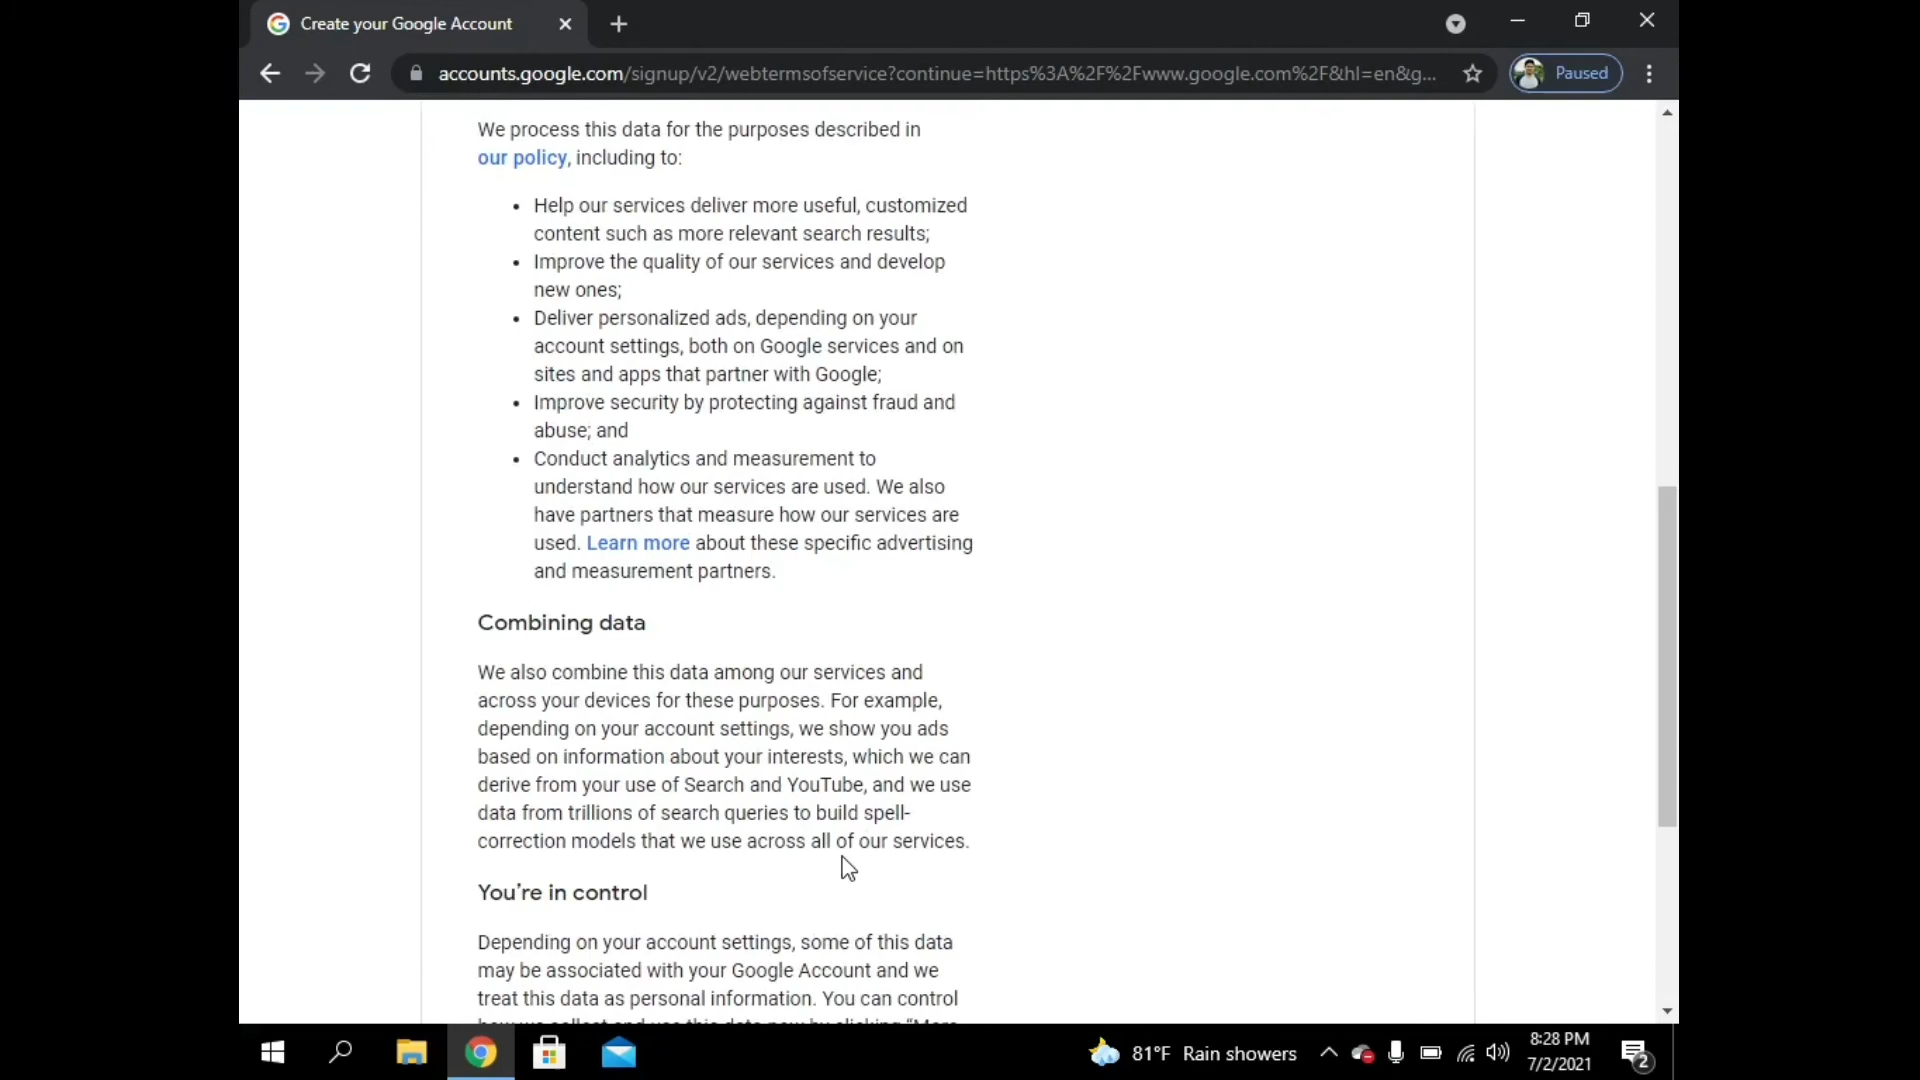 Create your Google Account
accounts.google.com/signup/v2/webtermsofservice?continue=https%3A%2F%2Fwww.google.com%2F&hl=en&g...
Paused
We process this data for the purposes described in
our policy, including to:
• Help our services deliver more useful, customized
content such as more relevant search results;
• Improve the quality of our services and develop
new ones;
• Deliver personalized ads, depending on your
account settings, both on Google services and on
sites and apps that partner with Google;
• Improve security by protecting against fraud and
abuse; and
• Conduct analytics and measurement to
understand how our services are used. We also
have partners that measure how our services are
used. Learn more about these specific advertising
and measurement partners.
Combining data
We also combine this data among our services and
across your devices for these purposes. For example,
depending on your account settings, we show you ads
based on information about your interests, which we can
derive from your use of Search and YouTube, and we use
data from trillions of search queries to build spell-
correction models that we use across all of our services.
You’re in control
Depending on your account settings, some of this data
may be associated with your Google Account and we
treat this data as personal information. You can control
81°F Rain showers
8:28 PM
7/2/2021
2